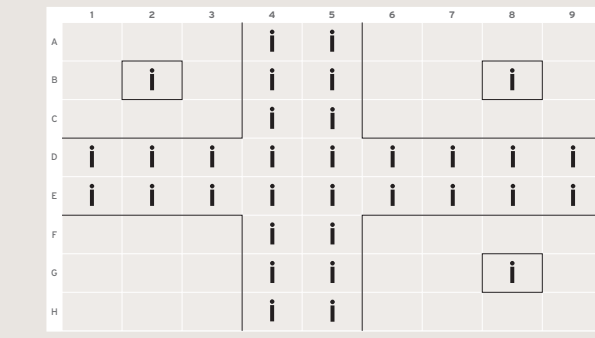 1 2 3 4 5 6 7 8 9
A i i
B i i i i
C i i
D i i i i i i i i i
E i i i i i i i i i
F i i
G i i i
H i i